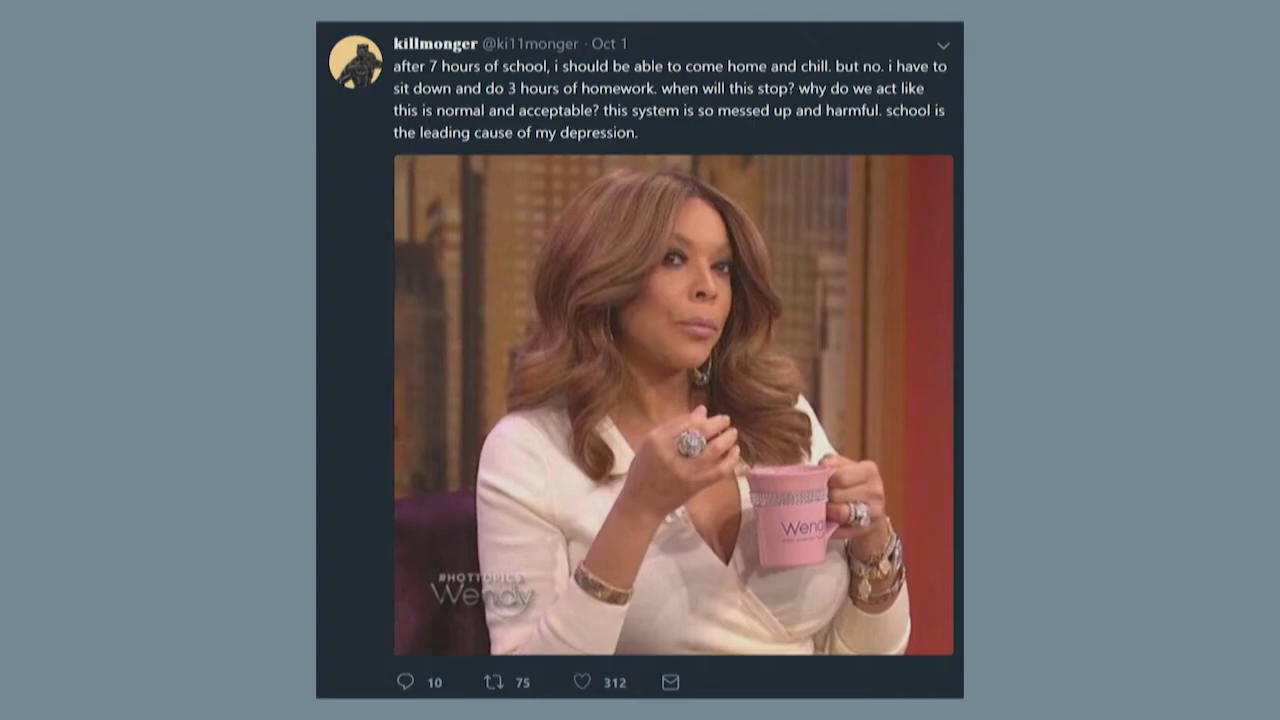 killmonger @ki11monger · Oct 1
after 7 hours of school, i should be able to come home and chill. but no. i have to
sit down and do 3 hours of homework. when will this stop? why do we act like
this is normal and acceptable? this system is so messed up and harmful. school is
the leading cause of my depression.
Wendy
#HOTTOPICS
Wendy
10 75 312